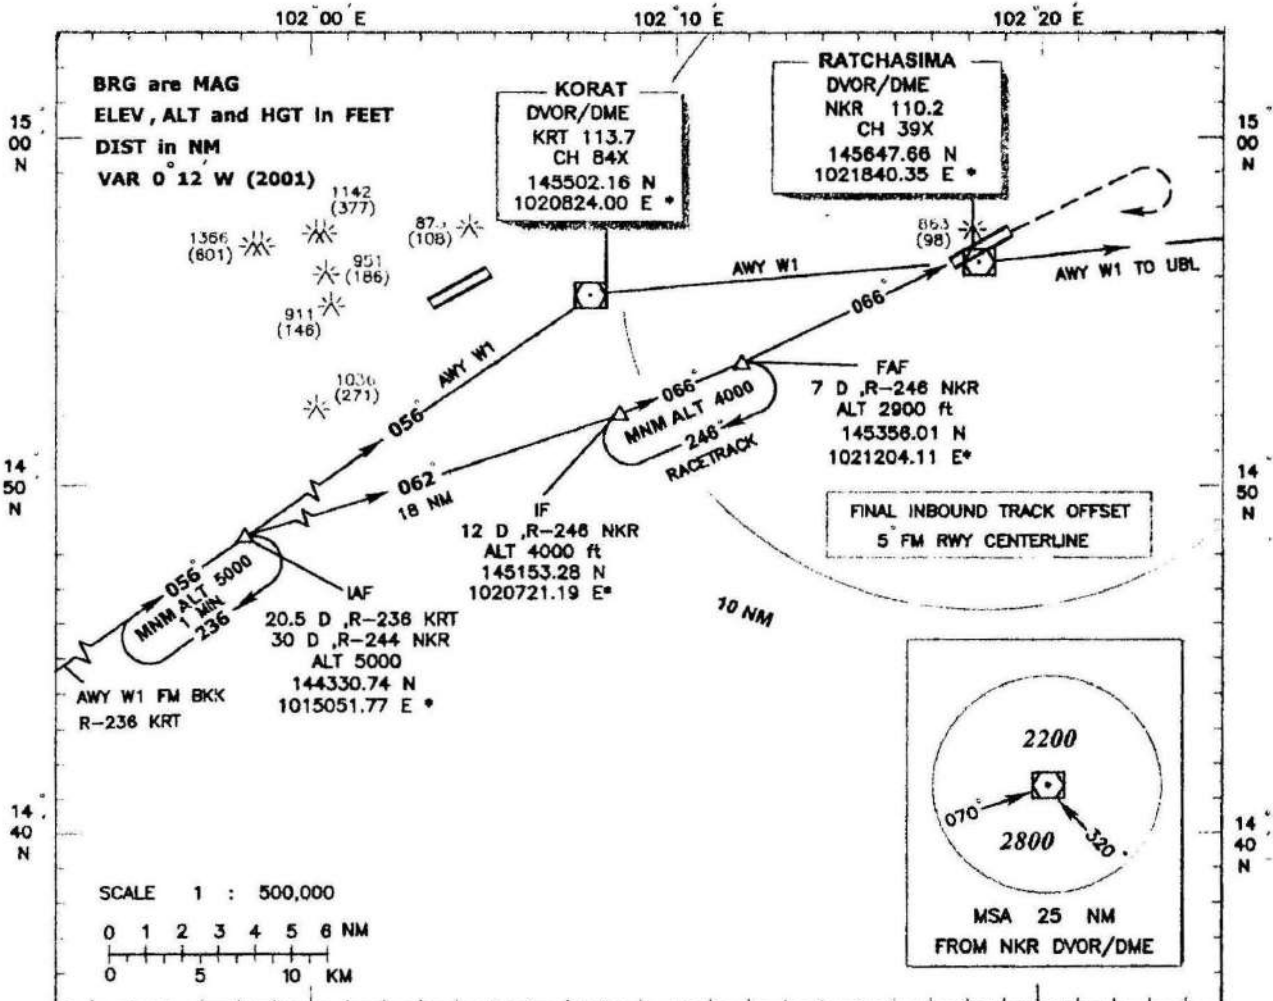 102°00'E
102°10'E
102°20'E
BRG are MAG
ELEV, ALT and HGT in FEET
DIST in NM
VAR 0°12'W (2001)
KORAT
DVOR/DME
KRT 113.7
CH 84X
145502.16 N
1020824.00 E *
RATCHASIMA
DVOR/DME
NKR 110.2
CH 39X
145647.66 N
1021840.35 E *
15°
00'
N
15°
00'
N
1142
(377)
1366
(601)
951
(186)
911
(146)
(108)
863
(98)
1036
(271)
AWY W1
AWY W1 TO UBL
AWY W1
066°
066°
MNM ALT 4000
246°
RACETRACK
FAF
7 D ,R-246 NKR
ALT 2900 ft
145356.01 N
1021204.11 E*
056°
062°
18 NM
14°
50'
N
14°
50'
N
IF
12 D ,R-246 NKR
ALT 4000 ft
145153.28 N
1020721.19 E*
FINAL INBOUND TRACK OFFSET
5° FM RWY CENTERLINE
056°
MNM ALT 5000
1 MIN
236°
IAF
20.5 D ,R-236 KRT
30 D ,R-244 NKR
ALT 5000
144330.74 N
1015051.77 E *
10 NM
AWY W1 FM BKK
R-236 KRT
2200
070°
2800
320°
MSA 25 NM
FROM NKR DVOR/DME
14°
40'
N
14°
40'
N
SCALE 1 : 500,000
0 1 2 3 4 5 6 NM
0 5 10 KM